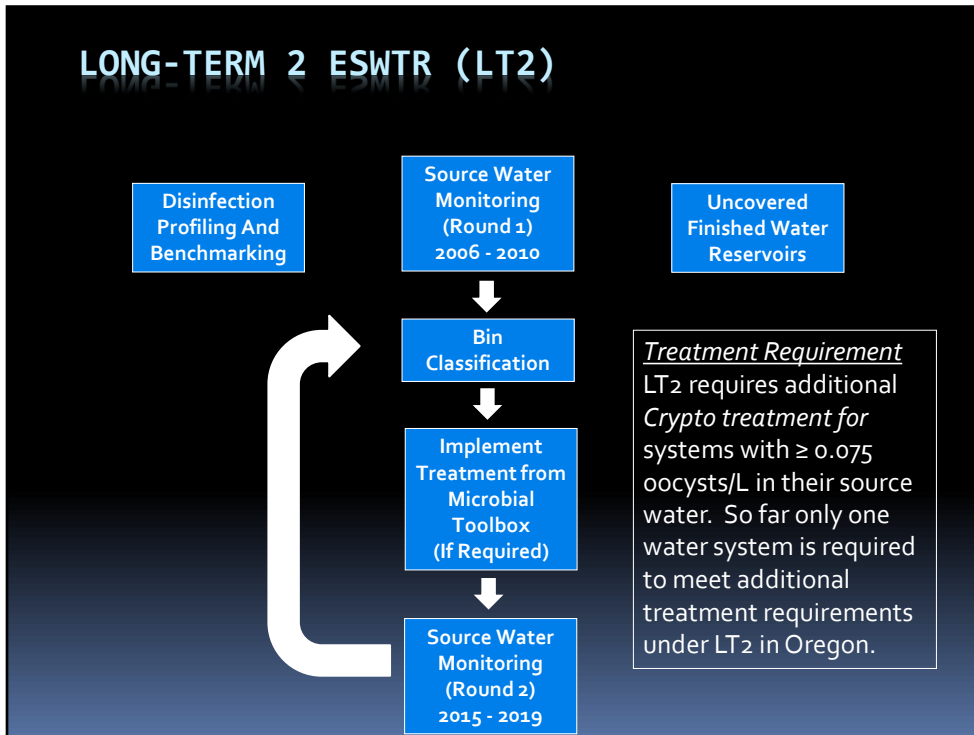 LONG-TERM 2 ESWTR (LT2)
Disinfection
Profiling And
Benchmarking
Source Water
Monitoring
(Round 1)
2006 - 2010
Uncovered
Finished Water
Reservoirs
Bin
Classification
Implement
Treatment from
Microbial
Toolbox
(If Required)
Source Water
Monitoring
(Round 2)
2015 - 2019
Treatment Requirement
LT2 requires additional
Crypto treatment for
systems with ≥ 0.075
oocysts/L in their source
water.  So far only one
water system is required
to meet additional
treatment requirements
under LT2 in Oregon.